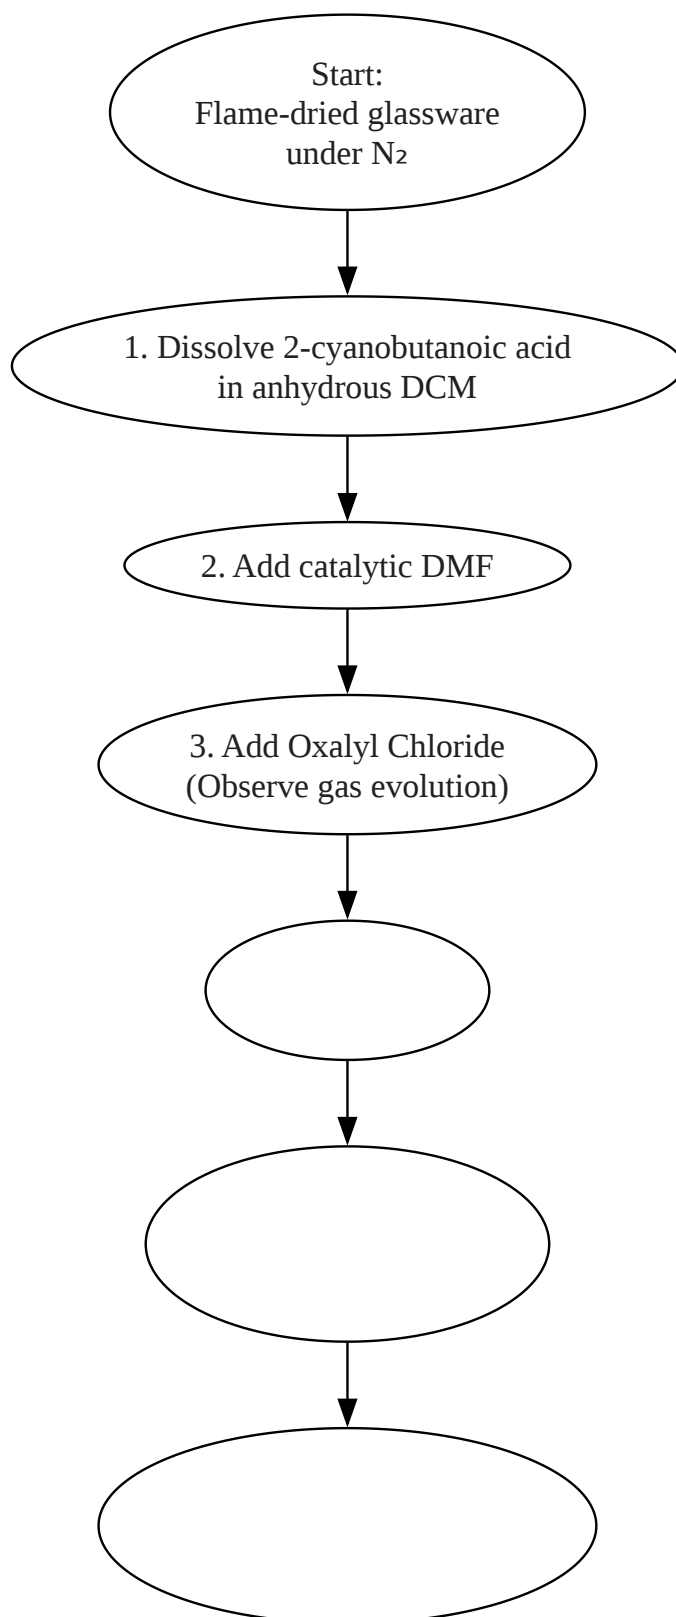 Start:
Flame-dried glassware
under N₂
1. Dissolve 2-cyanobutanoic acid
in anhydrous DCM
2. Add catalytic DMF
3. Add Oxalyl Chloride
(Observe gas evolution)